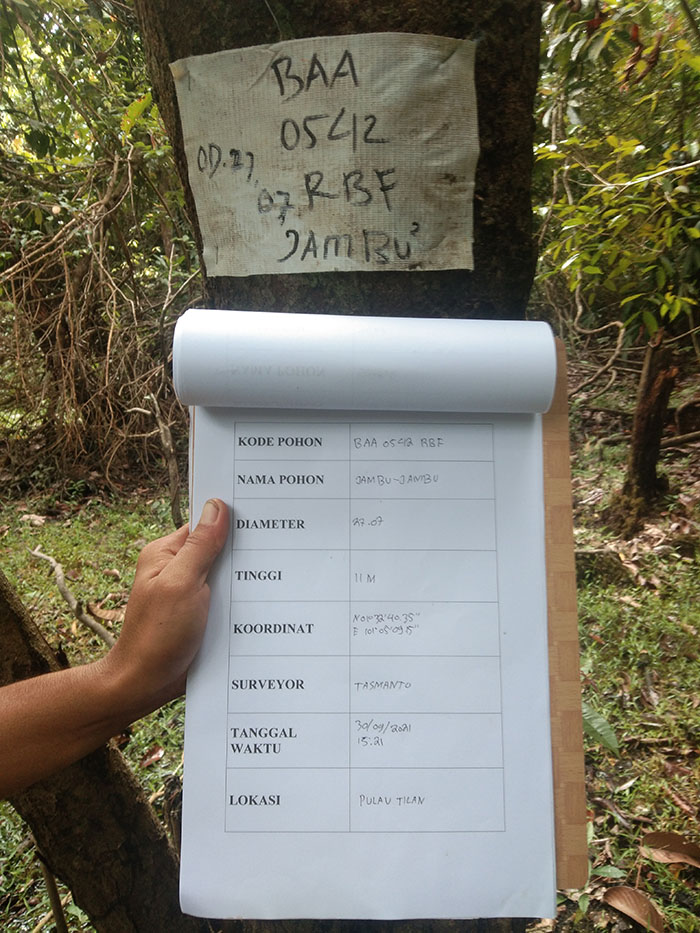 BAA
0542
OD.27,
07, RBF
"JAMBU"
KODE POHON BAA 0542 RBF
NAMA POHON JAMBU-JAMBU
DIAMETER 27.07
TINGGI 11 M
KOORDINAT N01°32'40.35"
E 101°05'09.5"
SURVEYOR TASMANTO
TANGGAL 30/09/2021
WAKTU 15:21
LOKASI PULAU TILAN